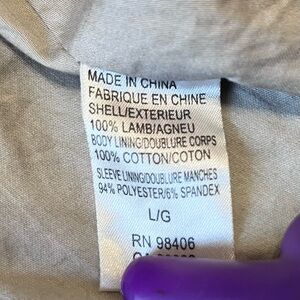 MADE IN CHINA
FABRIQUE EN CHINE
SHELL/EXTERIEUR
100% LAMB/AGNEU
BODY LINING/DOUBLURE CORPS
100% COTTON/COTON
SLEEVE LINING/DOUBLURE MANCHES
94% POLYESTER/6% SPANDEX
L/G
RN 98406